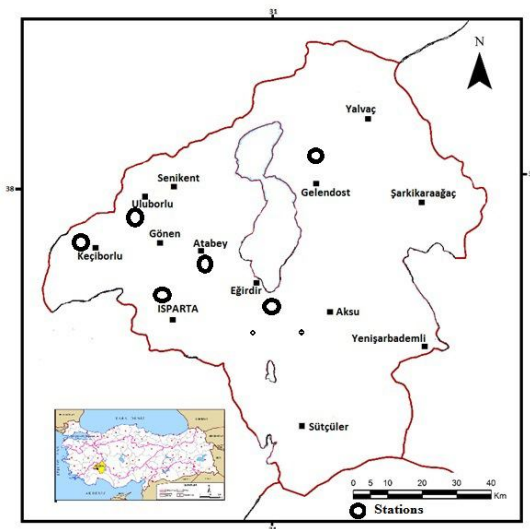 31
N
Yalvaç
38
Senikent
Gelendost
Uluborlu
Şarkikaraağaç
Gönen
Atabey
Keçiborlu
Eğirdir
ISPARTA
Aksu
Yenişarbademli
Sütçüler
0 5 10 20 30 40
Km
Stations